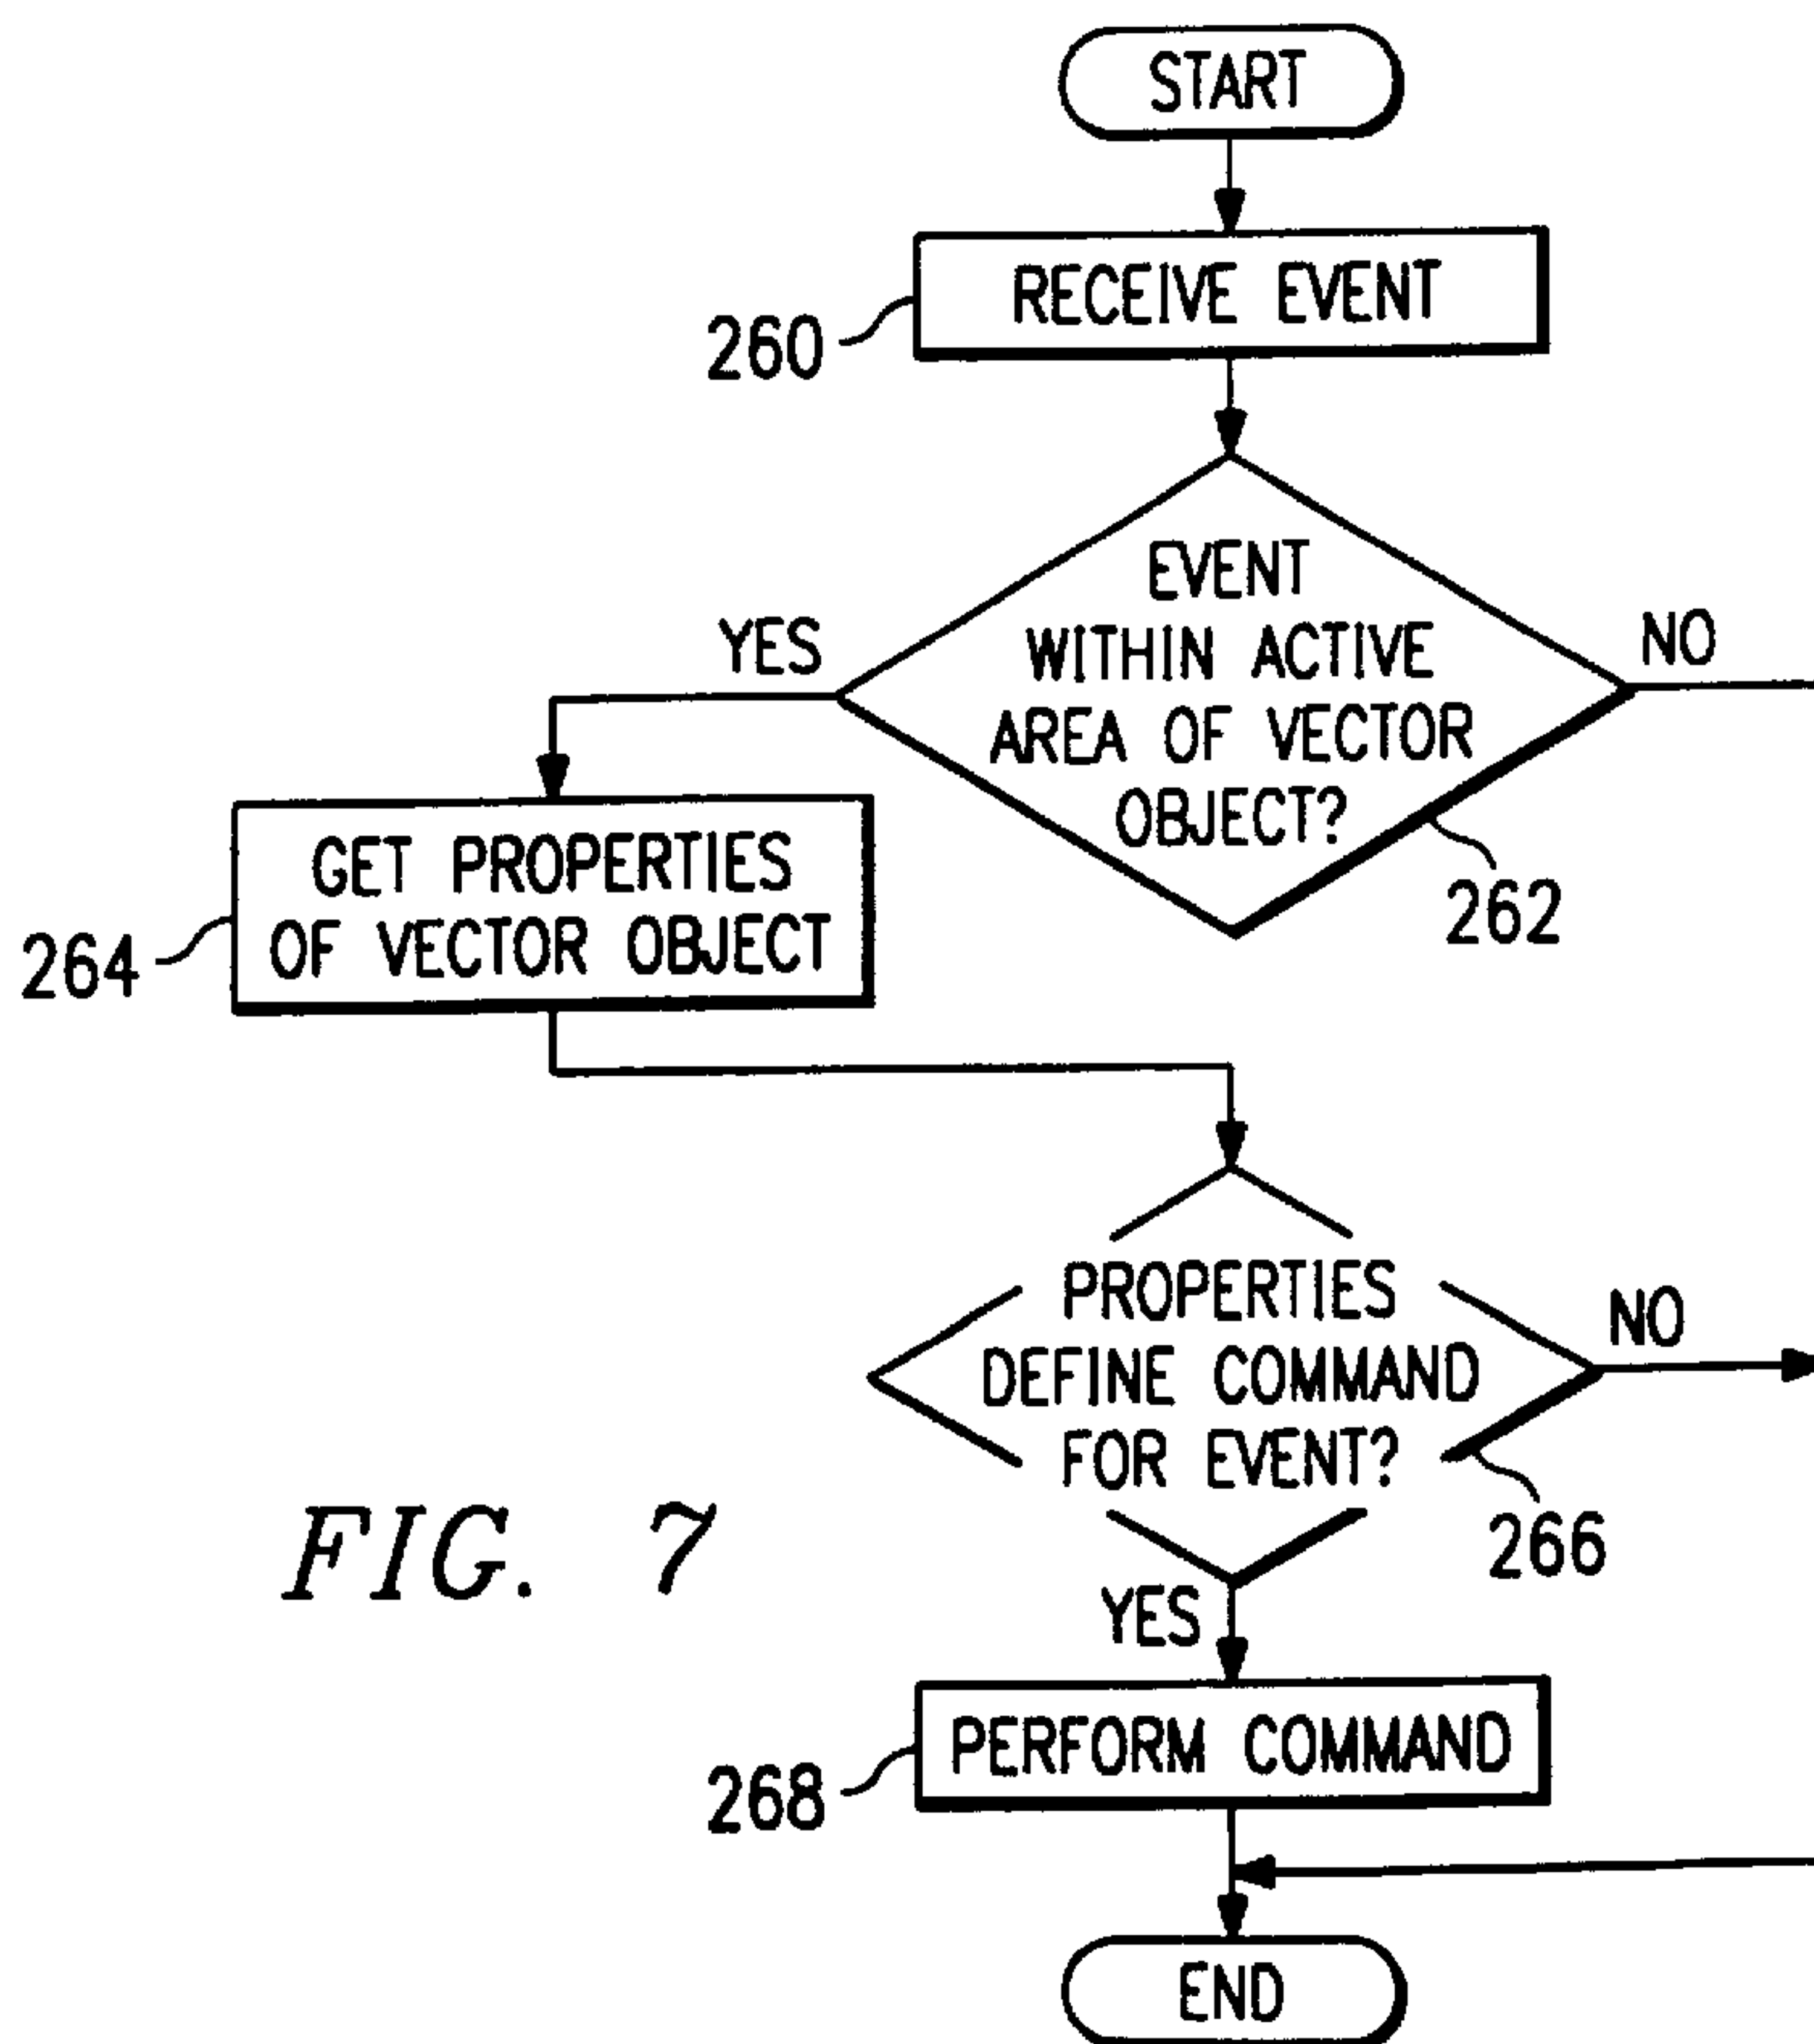 START
RECEIVE EVENT
260
EVENT
WITHIN ACTIVE
AREA OF VECTOR
OBJECT?
YES
NO
262
GET PROPERTIES
OF VECTOR OBJECT
264
PROPERTIES
DEFINE COMMAND
FOR EVENT?
NO
266
YES
FIG. 7
PERFORM COMMAND
268
END